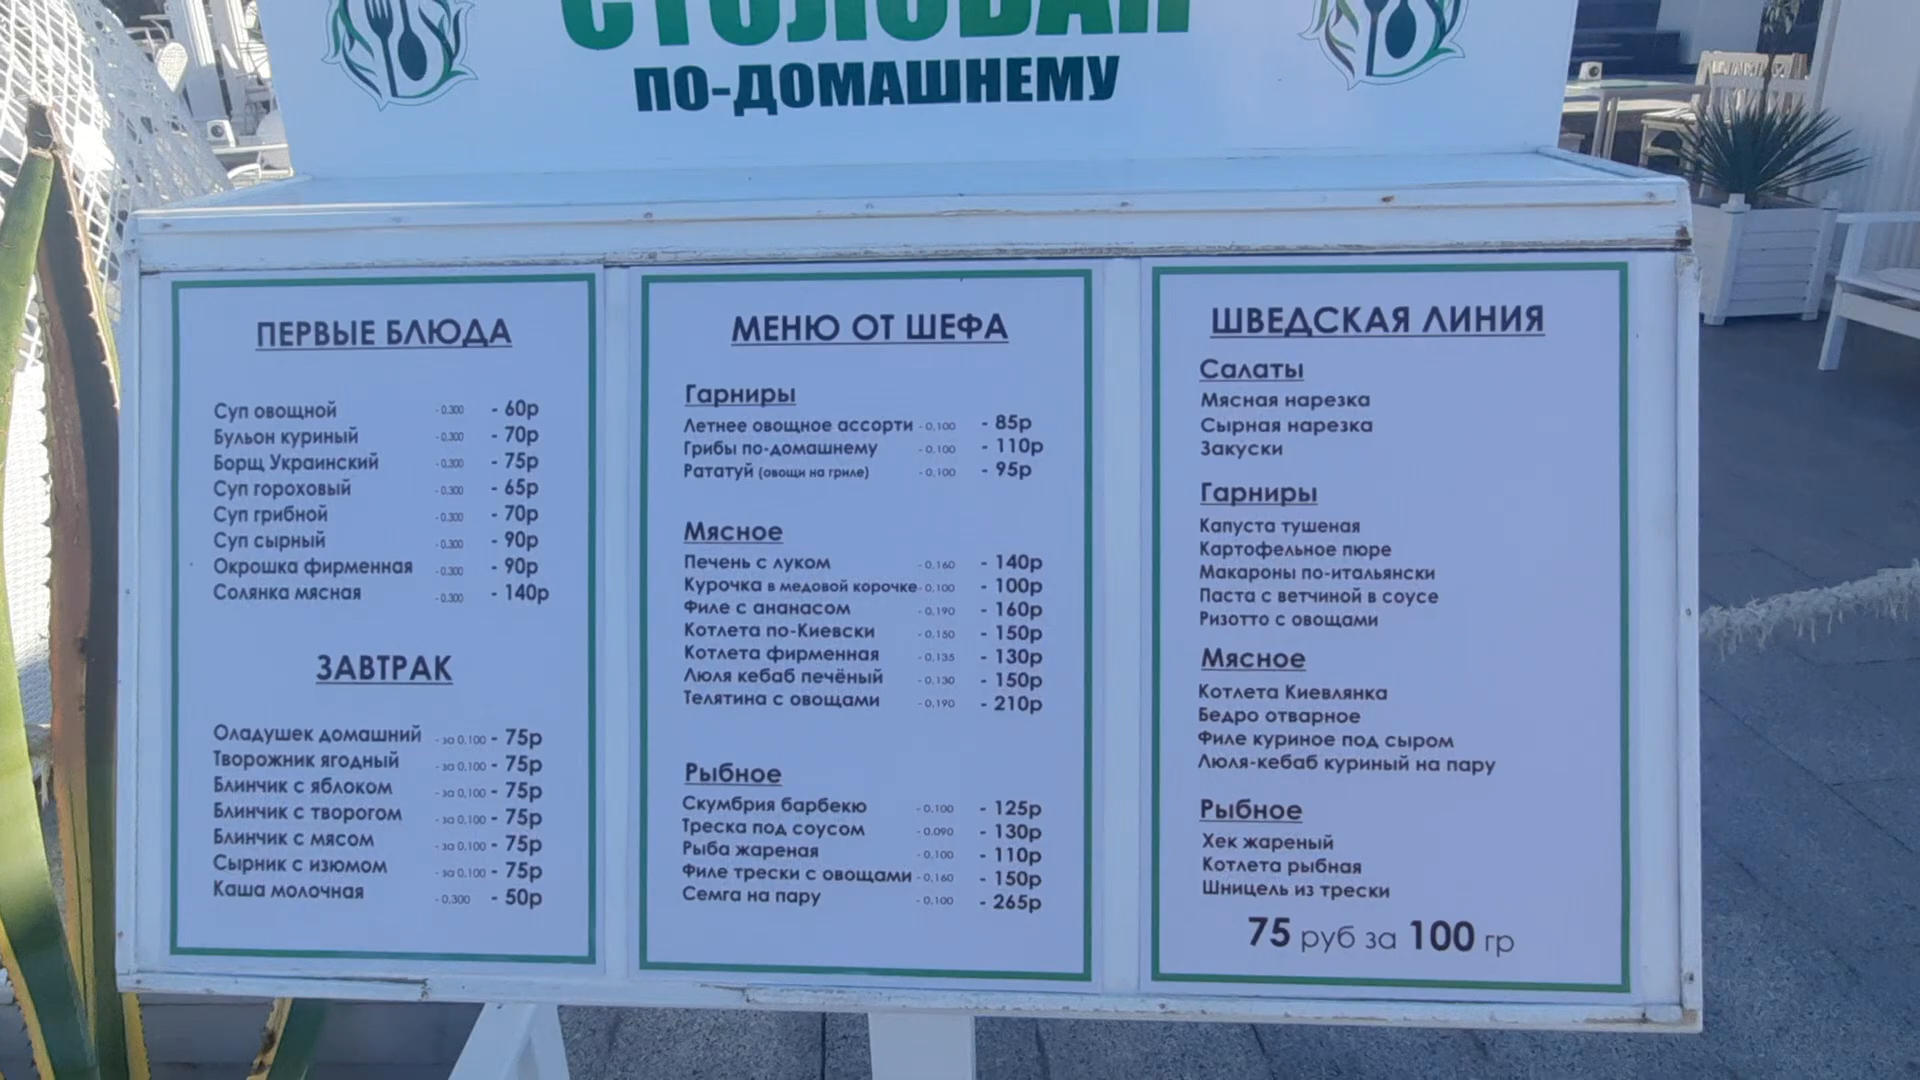 СТОЛОВАЯ
ПО-ДОМАШНЕМУ
ПЕРВЫЕ БЛЮДА
Суп овощной - 0.300 - 60р
Бульон куриный - 0.300 - 70р
Борщ Украинский - 0.300 - 75р
Суп гороховый - 0.300 - 65р
Суп грибной - 0.300 - 70р
Суп сырный - 0.300 - 90р
Окрошка фирменная - 0.300 - 90р
Солянка мясная - 0.300 - 140р
ЗАВТРАК
Оладушек домашний - за 0.100 - 75р
Творожник ягодный - за 0.100 - 75р
Блинчик с яблоком - за 0.100 - 75р
Блинчик с творогом - за 0.100 - 75р
Блинчик с мясом - за 0.100 - 75р
Сырник с изюмом - за 0.100 - 75р
Каша молочная - 0.300 - 50р
МЕНЮ ОТ ШЕФА
Гарниры
Летнее овощное ассорти - 0.100 - 85р
Грибы по-домашнему - 0.100 - 110р
Рататуй (овощи на гриле) - 0.100 - 95р
Мясное
Печень с луком - 0.160 - 140р
Курочка в медовой корочке - 0.100 - 100р
Филе с ананасом - 0.190 - 160р
Котлета по-Киевски - 0.150 - 150р
Котлета фирменная - 0.135 - 130р
Люля кебаб печёный - 0.130 - 150р
Телятина с овощами - 0.190 - 210р
Рыбное
Скумбрия барбекю - 0.100 - 125р
Треска под соусом - 0.090 - 130р
Рыба жареная - 0.100 - 110р
Филе трески с овощами - 0.160 - 150р
Семга на пару - 0.100 - 265р
ШВЕДСКАЯ ЛИНИЯ
Салаты
Мясная нарезка
Сырная нарезка
Закуски
Гарниры
Капуста тушеная
Картофельное пюре
Макароны по-итальянски
Паста с ветчиной в соусе
Ризотто с овощами
Мясное
Котлета Киевлянка
Бедро отварное
Филе куриное под сыром
Люля-кебаб куриный на пару
Рыбное
Хек жареный
Котлета рыбная
Шницель из трески
75 руб за 100 гр